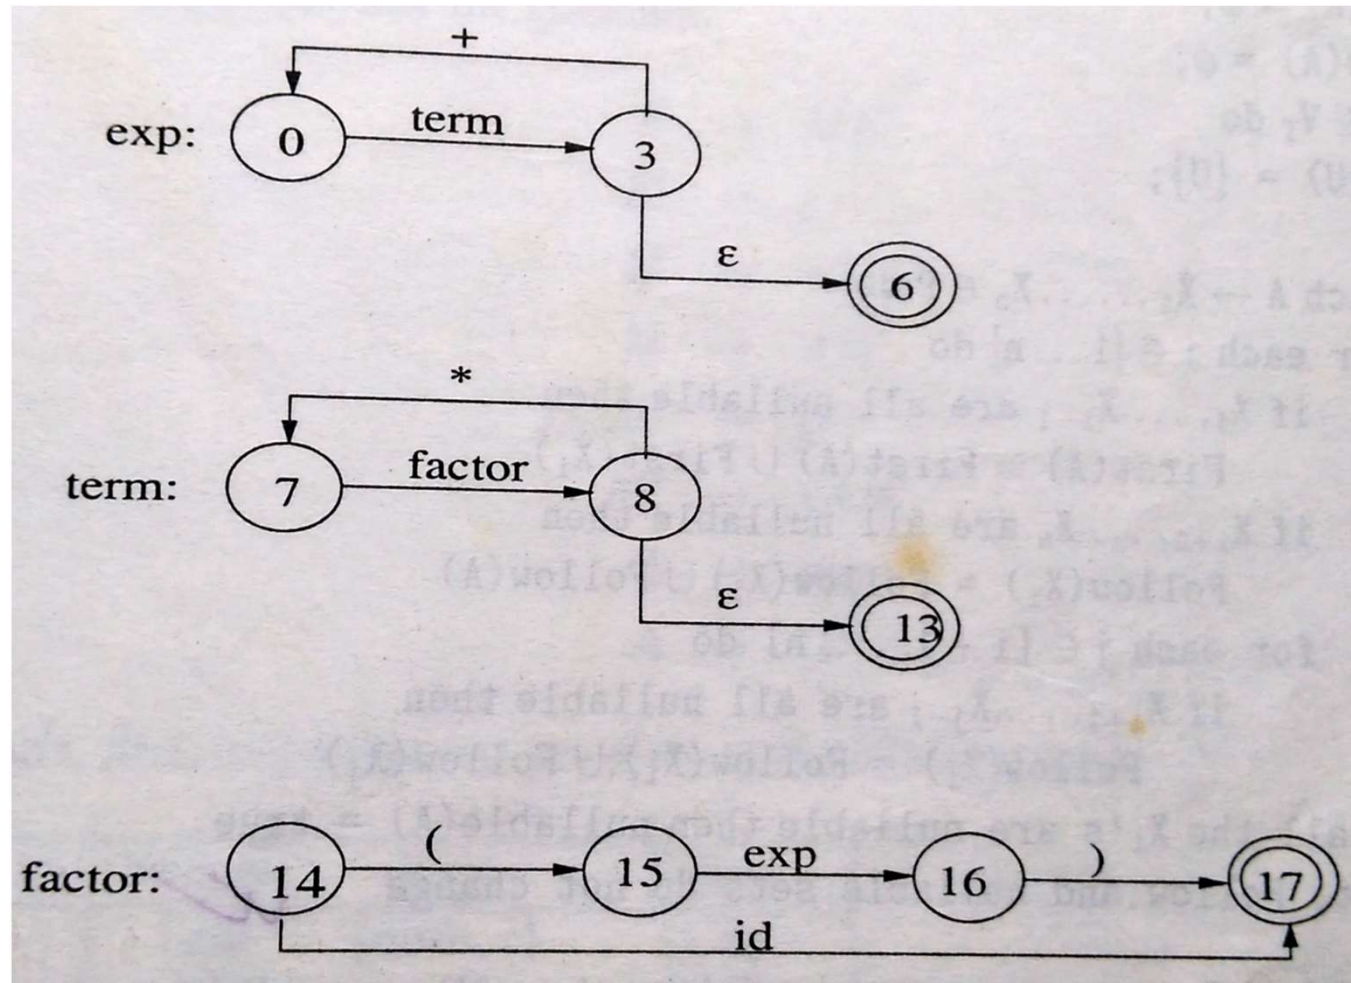 +
exp: 0 term 3
ε 6
*
term: 7 factor 8
ε 13
factor: 14 ( 15 exp 16 ) 17
id